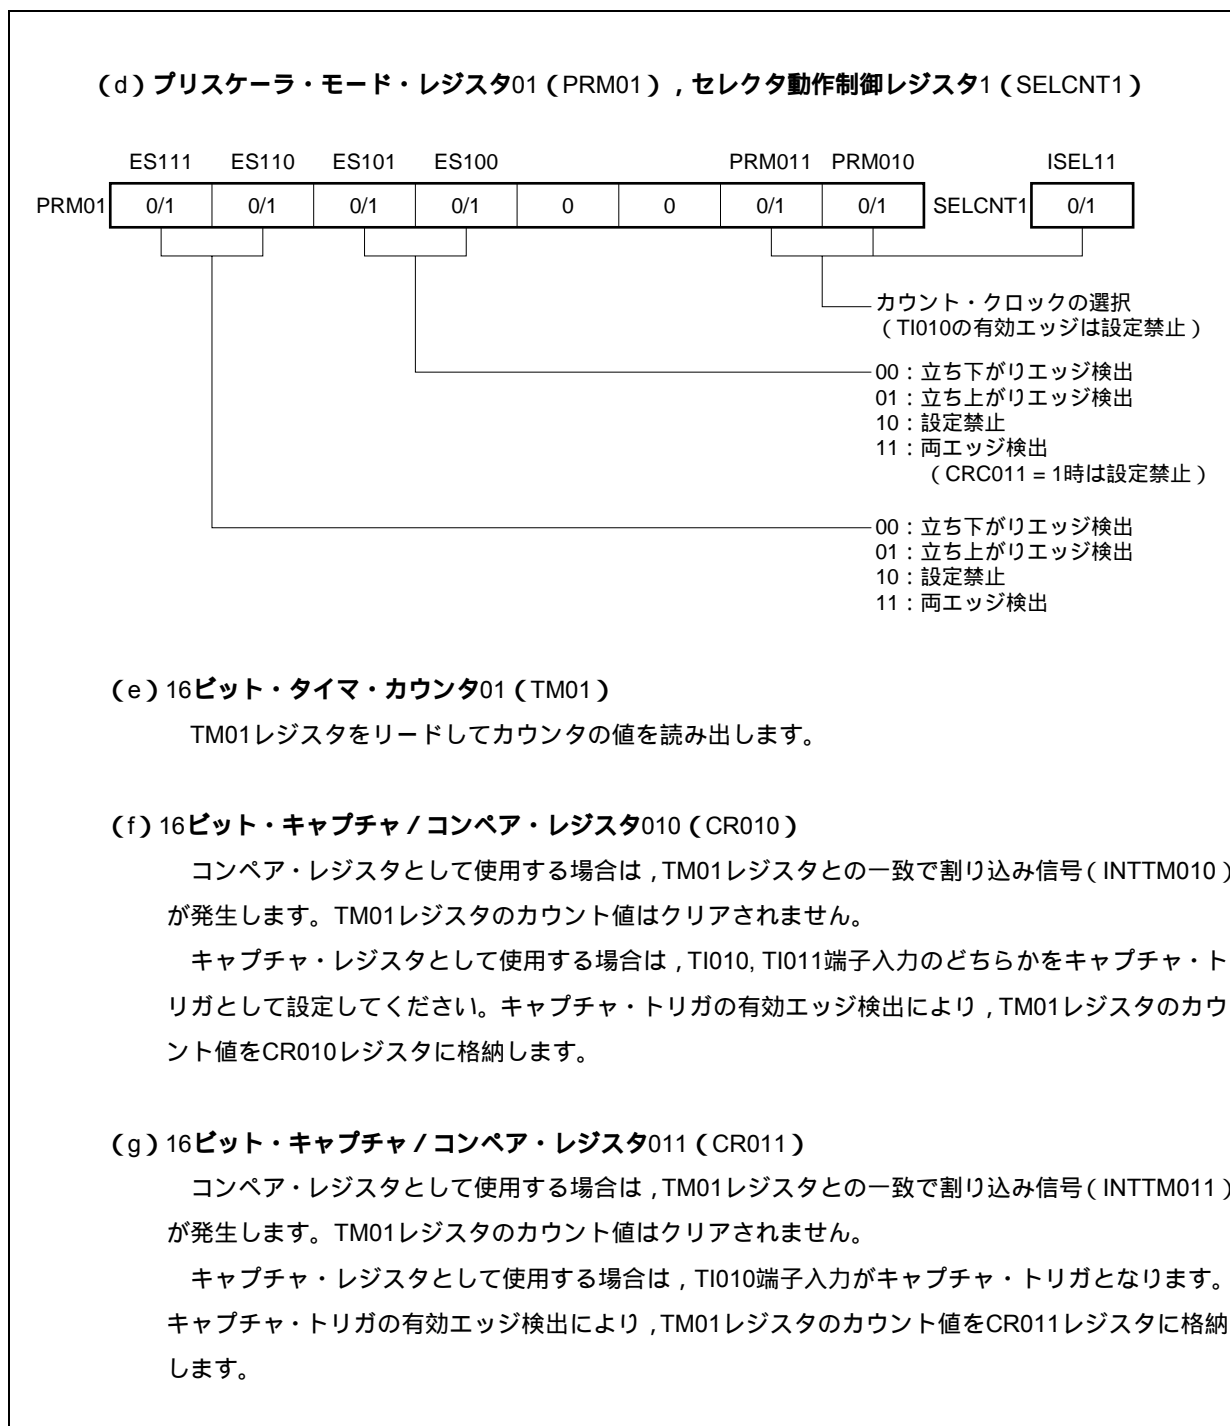 （d）プリスケーラ・モード・レジスタ01（PRM01），セレクタ動作制御レジスタ1（SELCNT1）
ES111 ES110 ES101 ES100 PRM011 PRM010 ISEL11
PRM01 0/1 0/1 0/1 0/1 0 0 0/1 0/1 SELCNT1 0/1
カウント・クロックの選択
（TI010の有効エッジは設定禁止）
00：立ち下がりエッジ検出
01：立ち上がりエッジ検出
10：設定禁止
11：両エッジ検出
（CRC011 = 1時は設定禁止）
00：立ち下がりエッジ検出
01：立ち上がりエッジ検出
10：設定禁止
11：両エッジ検出
（e）16ビット・タイマ・カウンタ01（TM01）
TM01レジスタをリードしてカウンタの値を読み出します。
（f）16ビット・キャプチャ／コンペア・レジスタ010（CR010）
コンペア・レジスタとして使用する場合は，TM01レジスタとの一致で割り込み信号（INTTM010）
が発生します。TM01レジスタのカウント値はクリアされません。
キャプチャ・レジスタとして使用する場合は，TI010, TI011端子入力のどちらかをキャプチャ・ト
リガとして設定してください。キャプチャ・トリガの有効エッジ検出により，TM01レジスタのカウ
ント値をCR010レジスタに格納します。
（g）16ビット・キャプチャ／コンペア・レジスタ011（CR011）
コンペア・レジスタとして使用する場合は，TM01レジスタとの一致で割り込み信号（INTTM011）
が発生します。TM01レジスタのカウント値はクリアされません。
キャプチャ・レジスタとして使用する場合は，TI010端子入力がキャプチャ・トリガとなります。
キャプチャ・トリガの有効エッジ検出により，TM01レジスタのカウント値をCR011レジスタに格納
します。